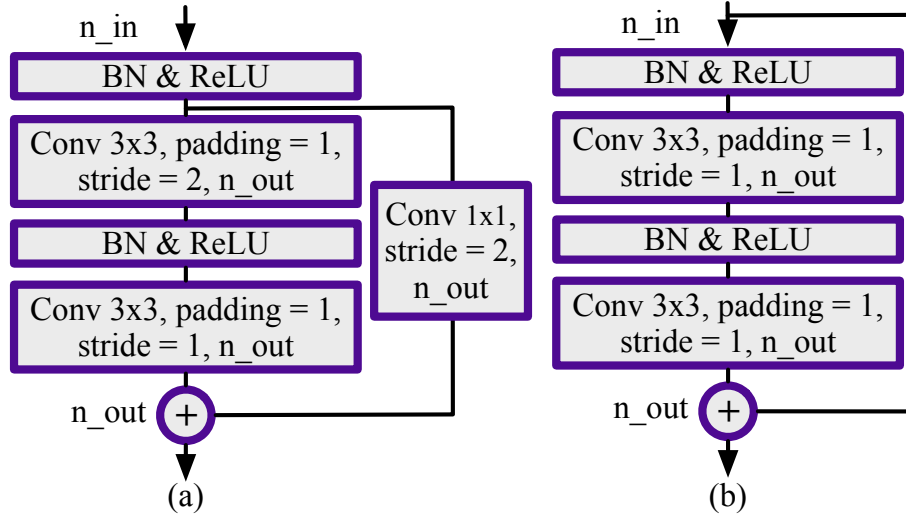 n_in
BN & ReLU
Conv 3x3, padding = 1,
stride = 2, n_out
BN & ReLU
Conv 3x3, padding = 1,
stride = 1, n_out
Conv 1x1,
stride = 2,
n_out
n_out
+
(a)
n_in
BN & ReLU
Conv 3x3, padding = 1,
stride = 1, n_out
BN & ReLU
Conv 3x3, padding = 1,
stride = 1, n_out
n_out
+
(b)